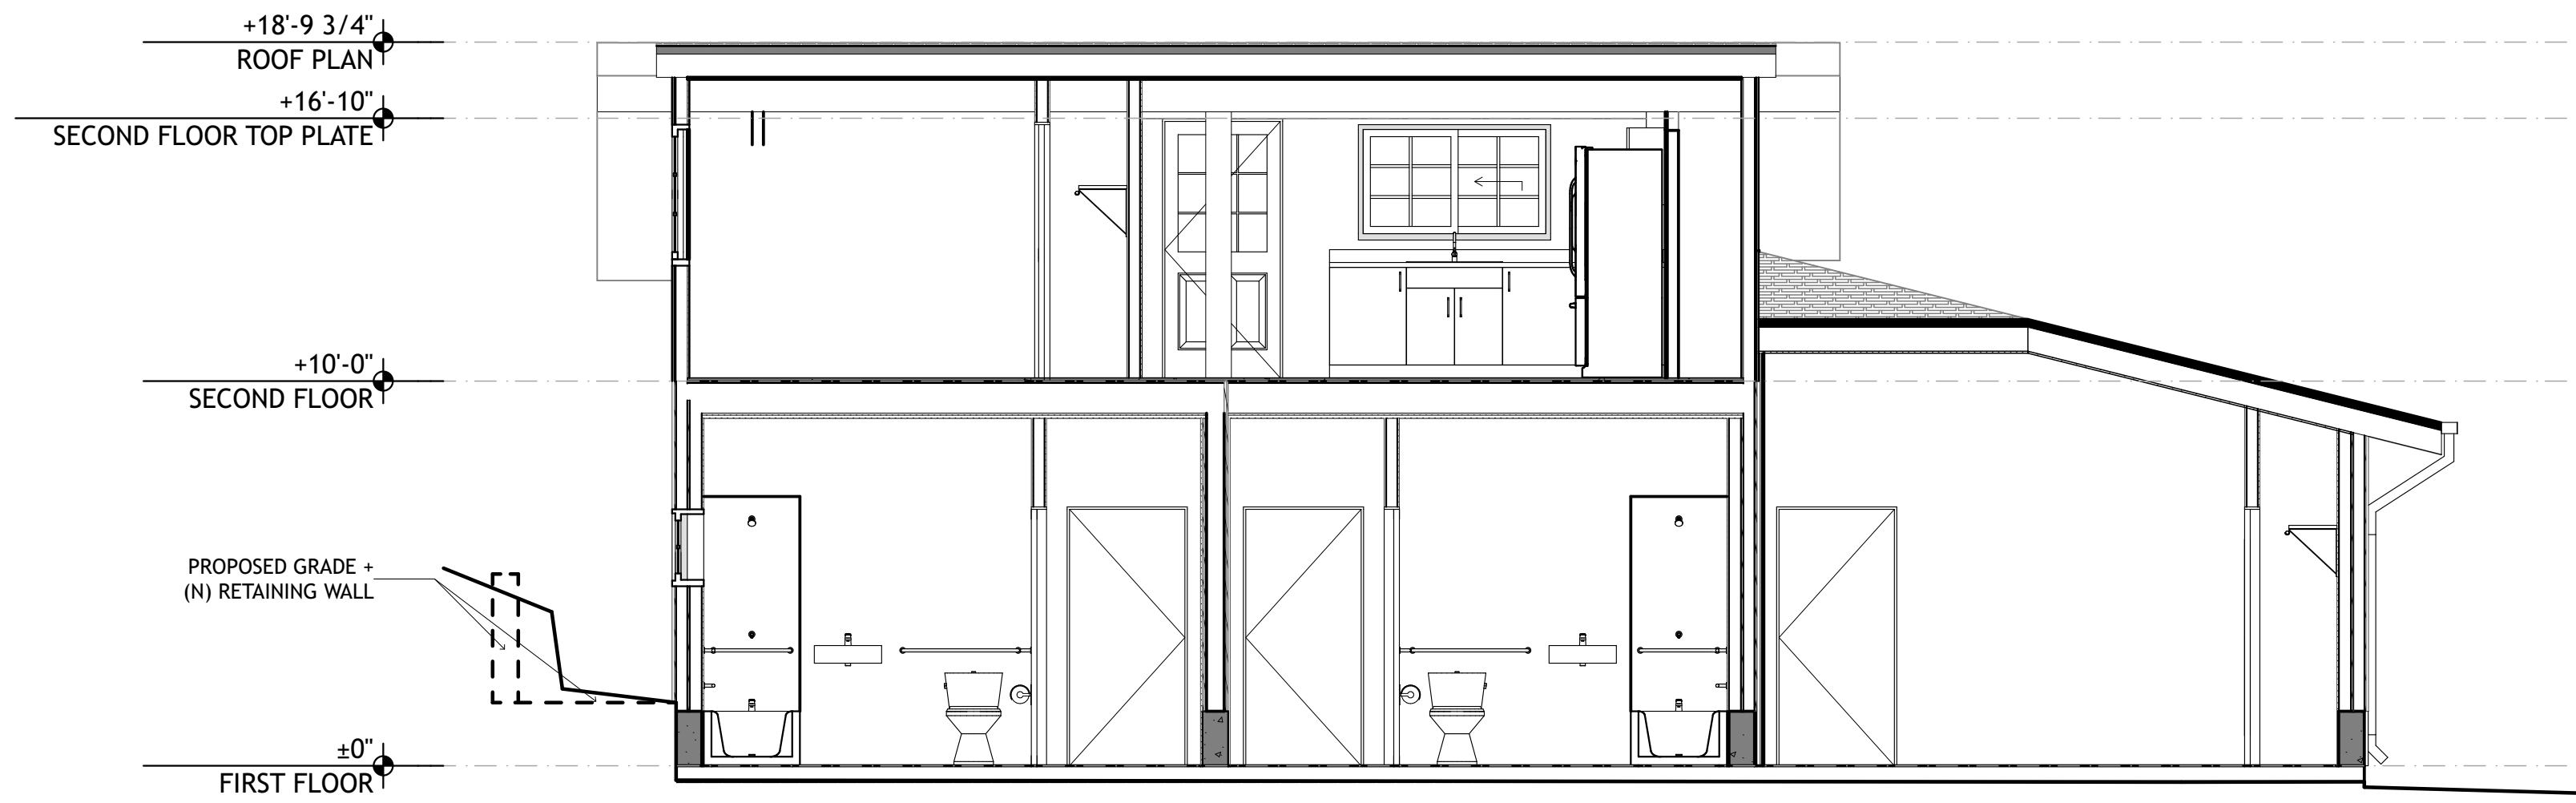 +18'-9 3/4"
ROOF PLAN
+16'-10"
SECOND FLOOR TOP PLATE
+10'-0"
SECOND FLOOR
PROPOSED GRADE +
(N) RETAINING WALL
±0"
FIRST FLOOR